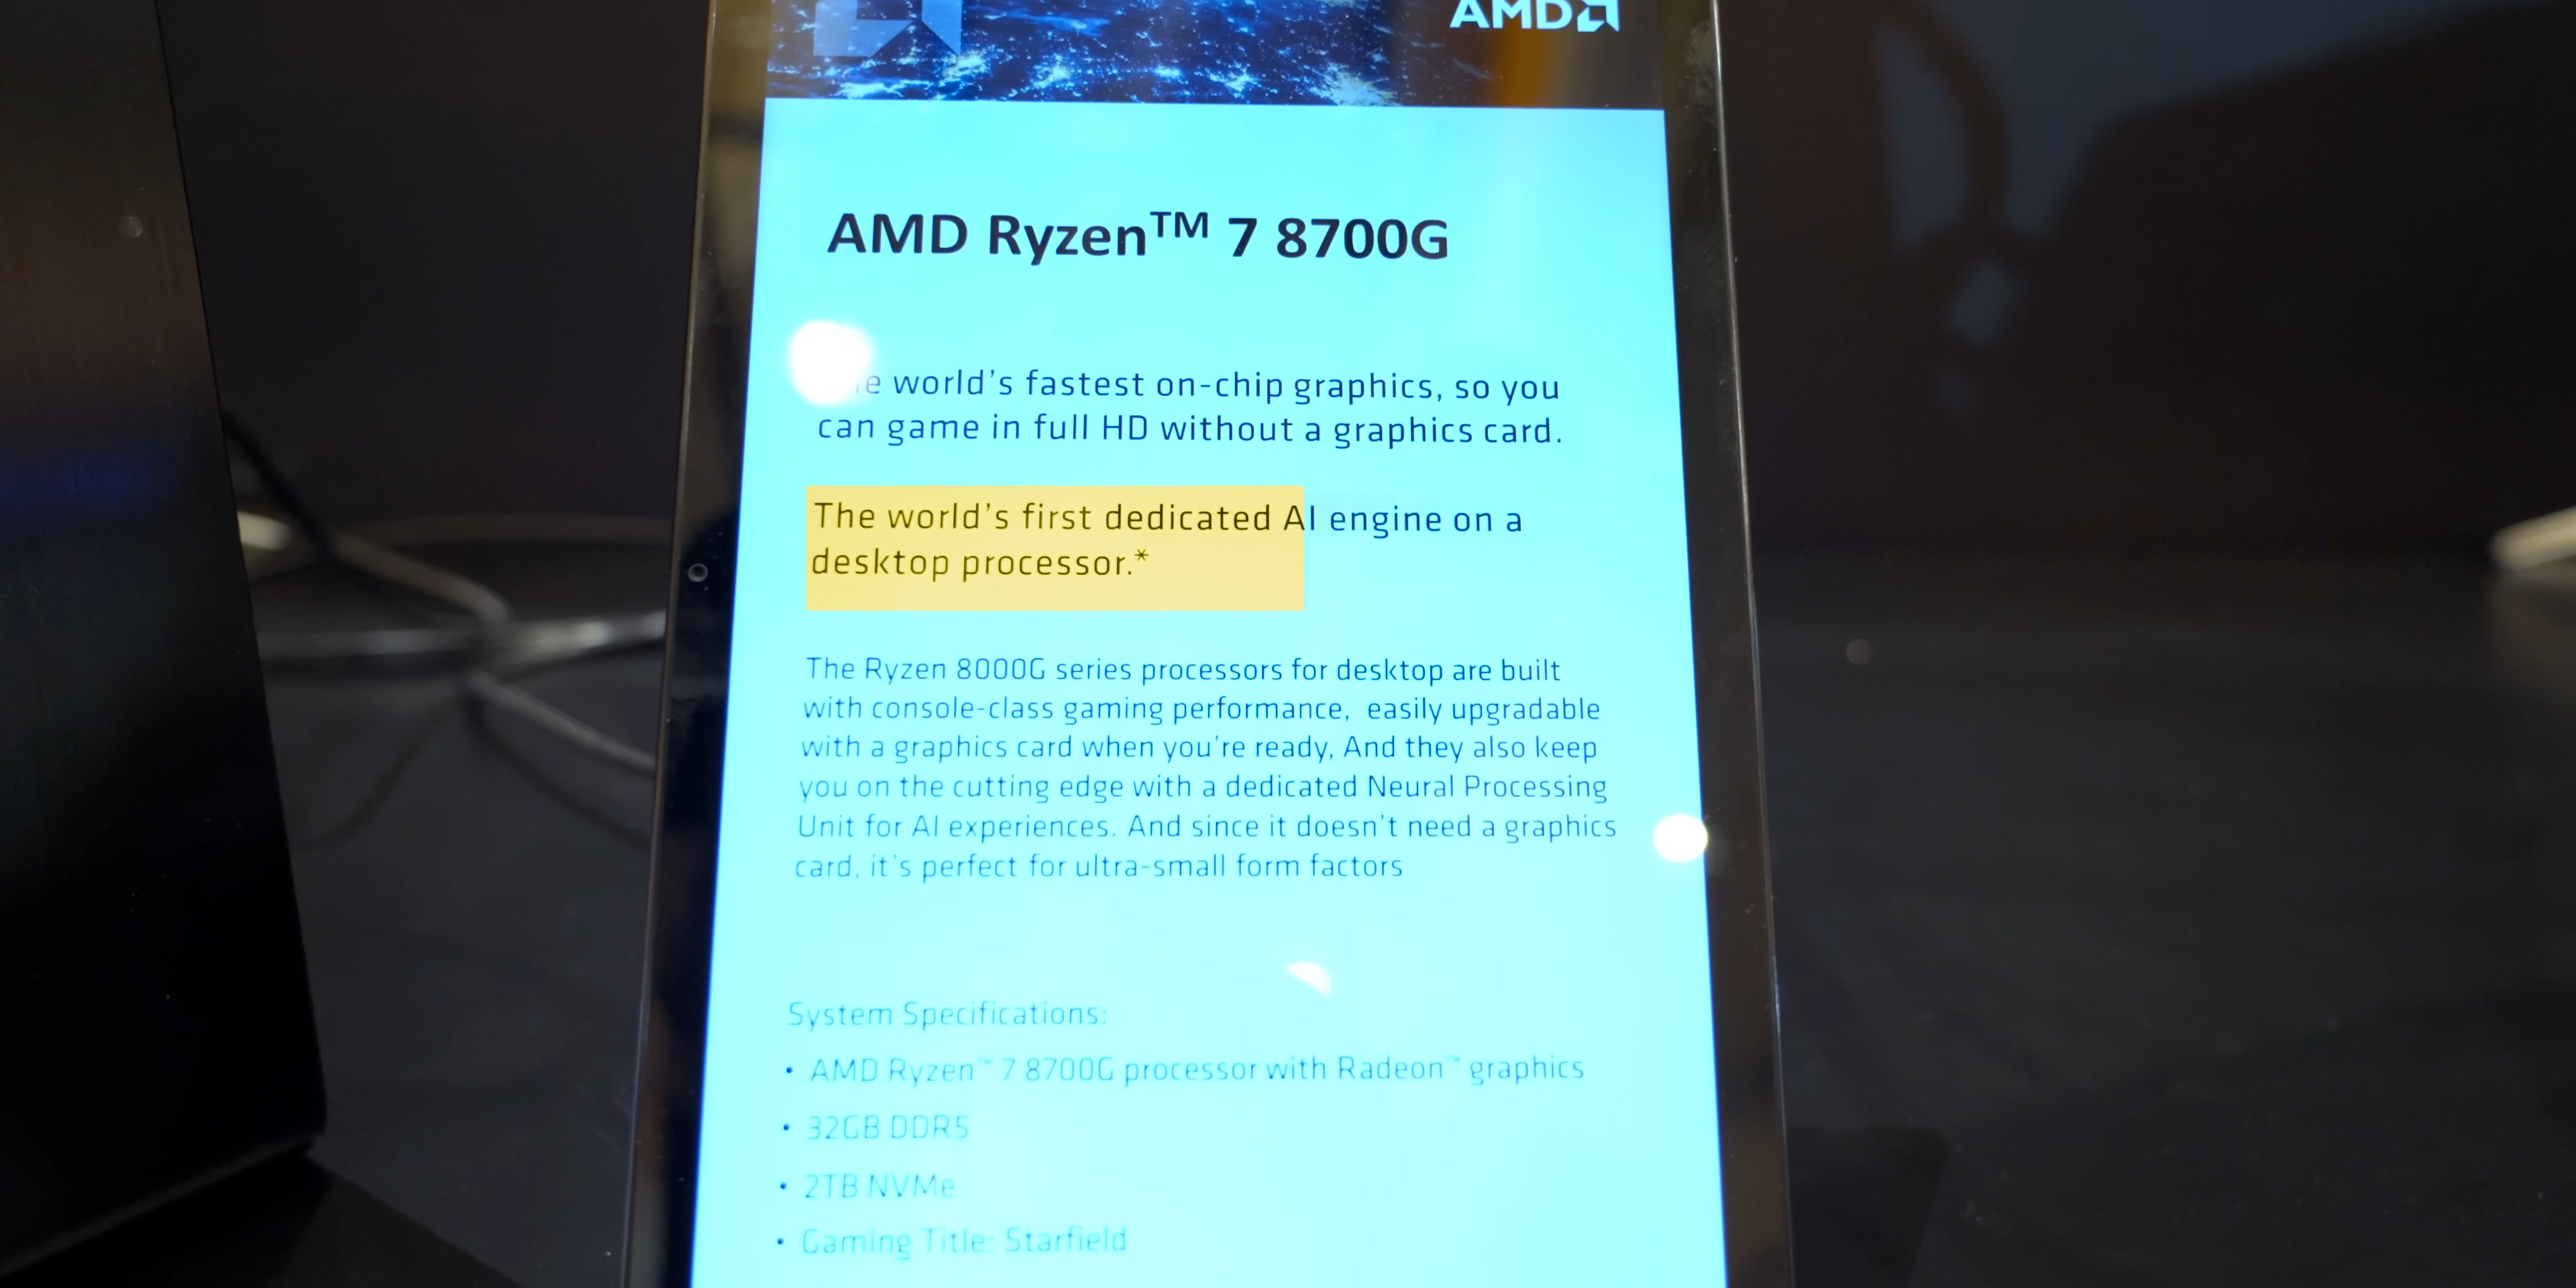 AMD
AMD Ryzen™ 7 8700G
world's fastest on-chip graphics, so you
can game in full HD without a graphics card.
The world's first dedicated AI engine on a
desktop processor.*
The Ryzen 8000G series processors for desktop are built
with console-class gaming performance, easily upgradable
with a graphics card when you're ready, And they also keep
you on the cutting edge with a dedicated Neural Processing
Unit for AI experiences. And since it doesn't need a graphics
card, it's perfect for ultra-small form factors
System Specifications:
• AMD Ryzen™ 7 8700G processor with Radeon™ graphics
• 32GB DDR5
• 2TB NVMe
• Gaming Title: Starfield